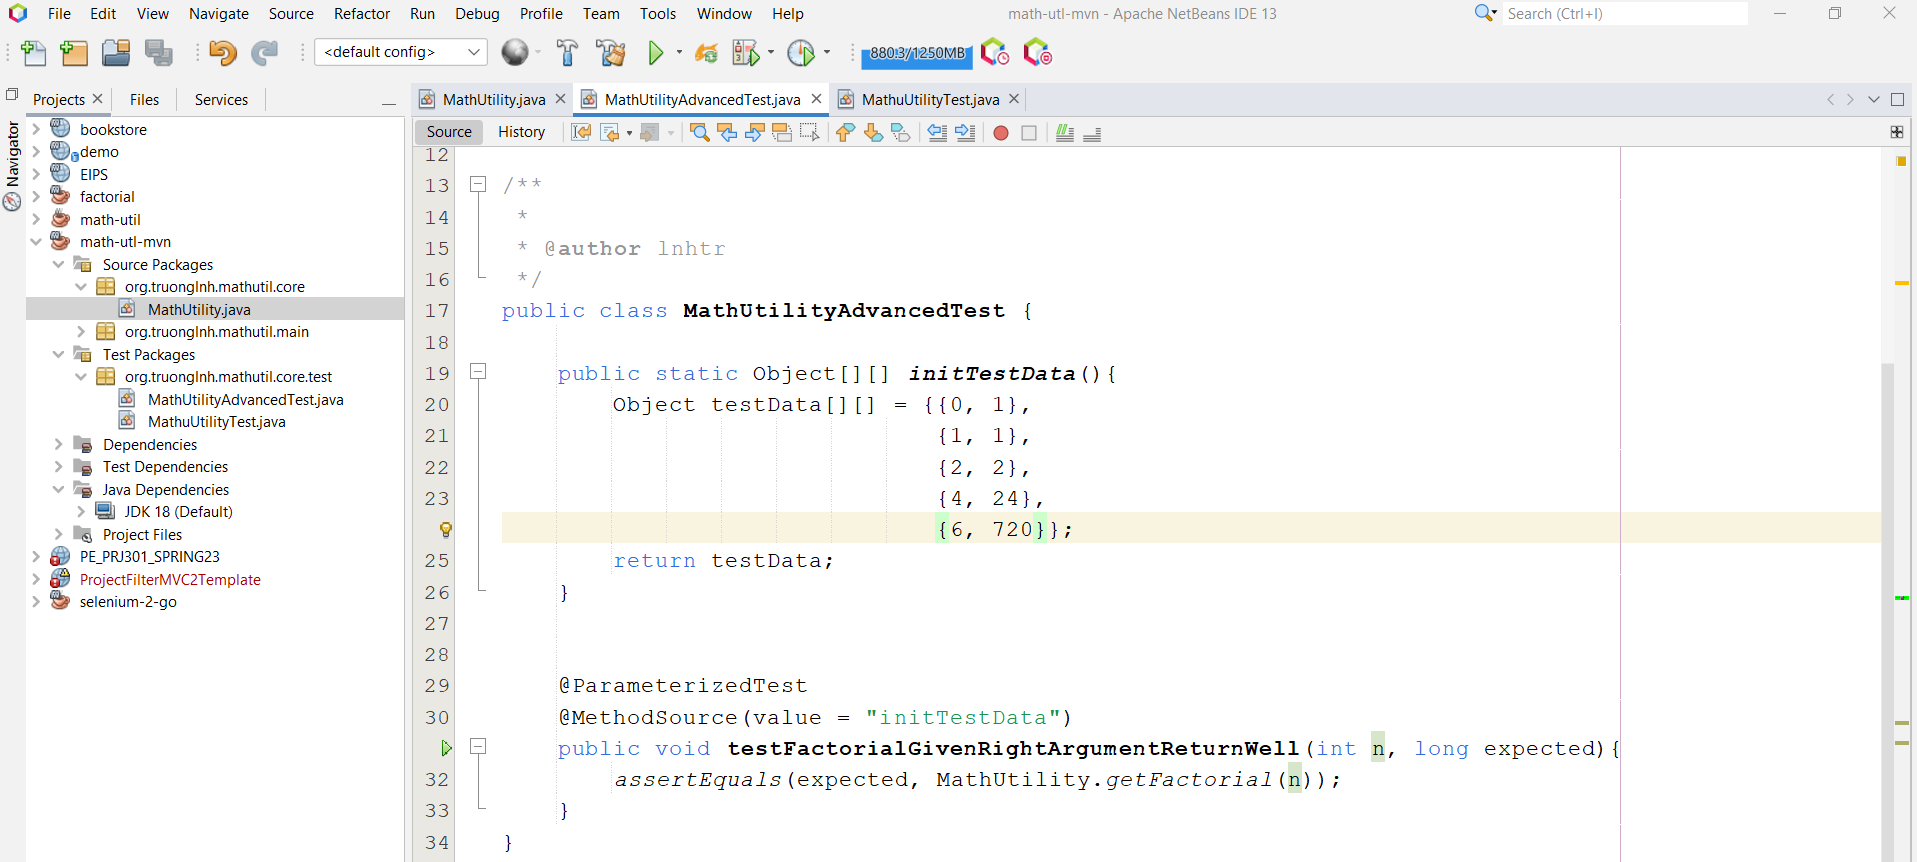 File Edit View Navigate Source Refactor Run Debug Profile Team Tools Window Help
math-utl-mvn - Apache NetBeans IDE 13
Search (Ctrl+I)
<default config>
880.3/1250MB
Projects Files Services
Navigator
bookstore
demo
EIPS
factorial
math-util
math-utl-mvn
Source Packages
org.truonglnh.mathutil.core
MathUtility.java
org.truonglnh.mathutil.main
Test Packages
org.truonglnh.mathutil.core.test
MathUtilityAdvancedTest.java
MathuUtilityTest.java
Dependencies
Test Dependencies
Java Dependencies
JDK 18 (Default)
Project Files
PE_PRJ301_SPRING23
ProjectFilterMVC2Template
selenium-2-go
MathUtility.java MathUtilityAdvancedTest.java MathuUtilityTest.java
Source History
12
13 /**
14 *
15 * @author lnhtr
16 */
17 public class MathUtilityAdvancedTest {
18
19 public static Object[][] initTestData(){
20 Object testData[][] = {{0, 1},
21 {1, 1},
22 {2, 2},
23 {4, 24},
{6, 720}};
25 return testData;
26 }
27
28
29 @ParameterizedTest
30 @MethodSource(value = "initTestData")
public void testFactorialGivenRightArgumentReturnWell(int n, long expected){
32 assertEquals(expected, MathUtility.getFactorial(n));
33 }
34 }